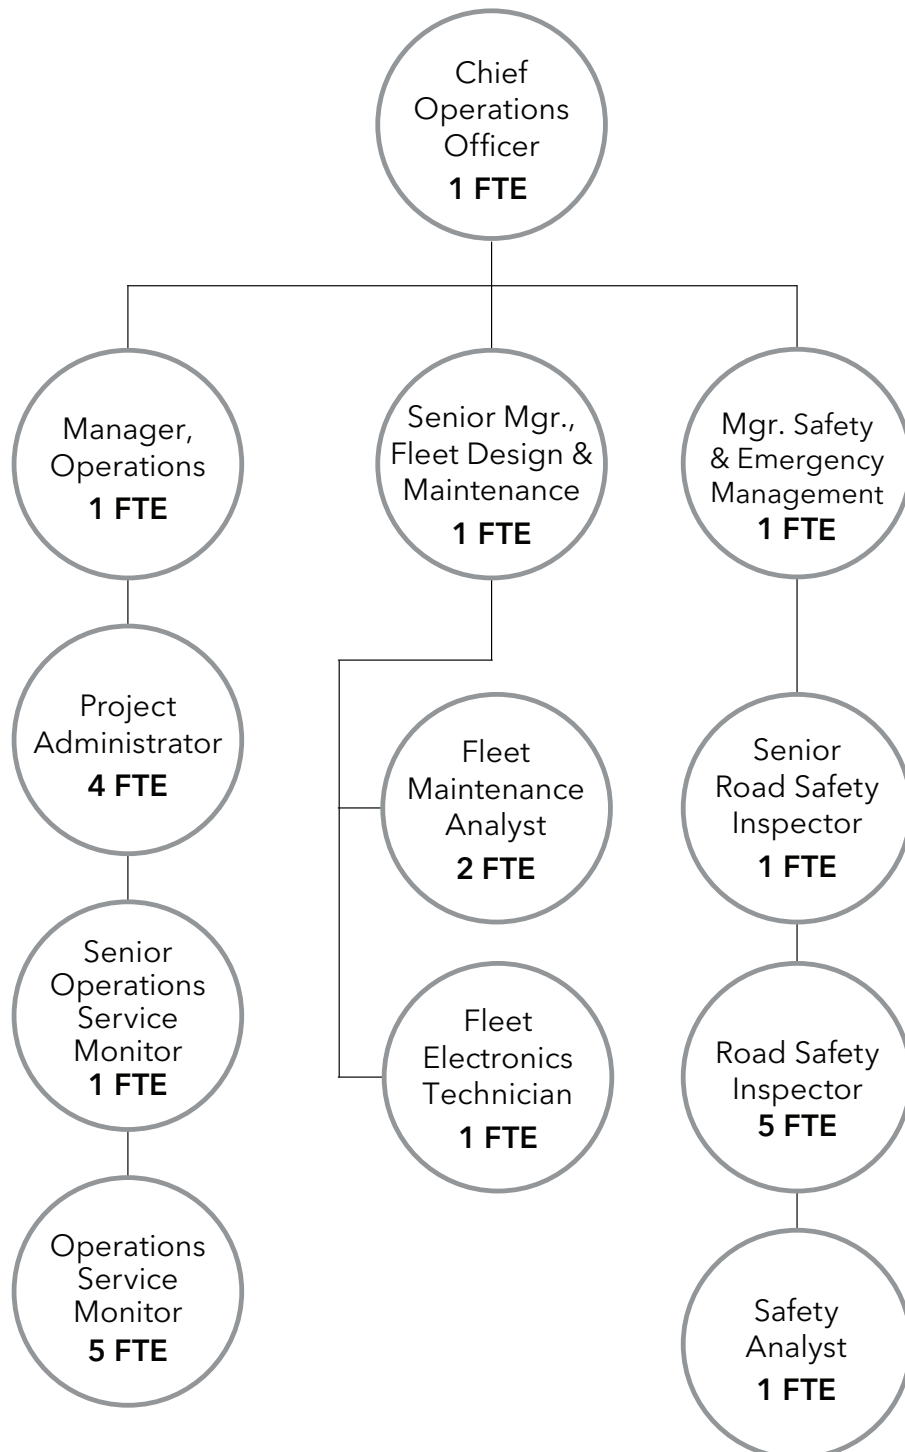 Chief
Operations
Officer
1 FTE
Manager,
Operations
1 FTE
Senior Mgr.,
Fleet Design &
Maintenance
1 FTE
Mgr. Safety
& Emergency
Management
1 FTE
Project
Administrator
4 FTE
Fleet
Maintenance
Analyst
2 FTE
Senior
Road Safety
Inspector
1 FTE
Senior
Operations
Service
Monitor
1 FTE
Fleet
Electronics
Technician
1 FTE
Road Safety
Inspector
5 FTE
Operations
Service
Monitor
5 FTE
Safety
Analyst
1 FTE